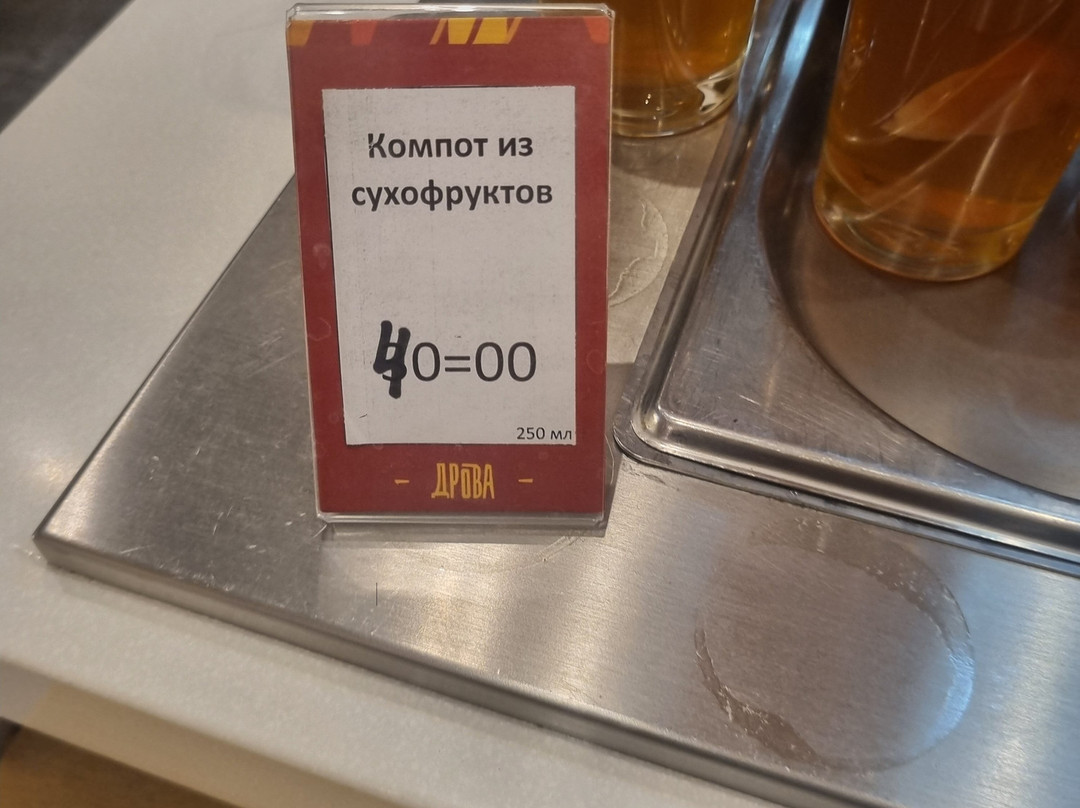 Компот из
сухофруктов
40=00
250 мл
- ДРОВА -